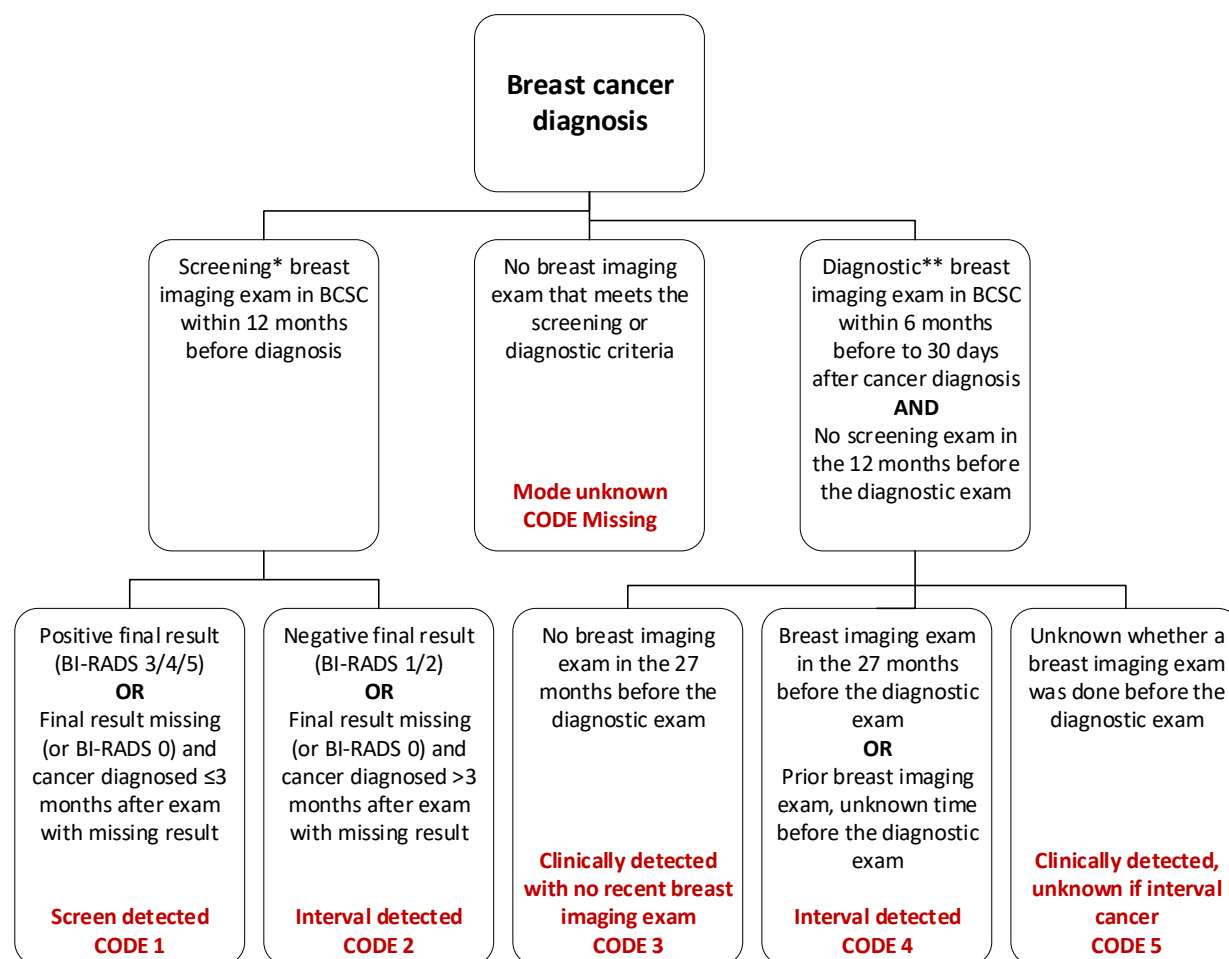 Breast cancer
diagnosis
Screening* breast
imaging exam in BCSC
within 12 months
before diagnosis
No breast imaging
exam that meets the
screening or
diagnostic criteria
Mode unknown
CODE Missing
Diagnostic** breast
imaging exam in BCSC
within 6 months
before to 30 days
after cancer diagnosis
AND
No screening exam in
the 12 months before
the diagnostic exam
Positive final result
(BI-RADS 3/4/5)
OR
Final result missing
(or BI-RADS 0) and
cancer diagnosed ≤3
months after exam
with missing result
Screen detected
CODE 1
Negative final result
(BI-RADS 1/2)
OR
Final result missing
(or BI-RADS 0) and
cancer diagnosed >3
months after exam
with missing result
Interval detected
CODE 2
No breast imaging
exam in the 27
months before the
diagnostic exam
Clinically detected
with no recent breast
imaging exam
CODE 3
Breast imaging exam
in the 27 months
before the diagnostic
exam
OR
Prior breast imaging
exam, unknown time
before the diagnostic
exam
Interval detected
CODE 4
Unknown whether a
breast imaging exam
was done before the
diagnostic exam
Clinically detected,
unknown if interval
cancer
CODE 5